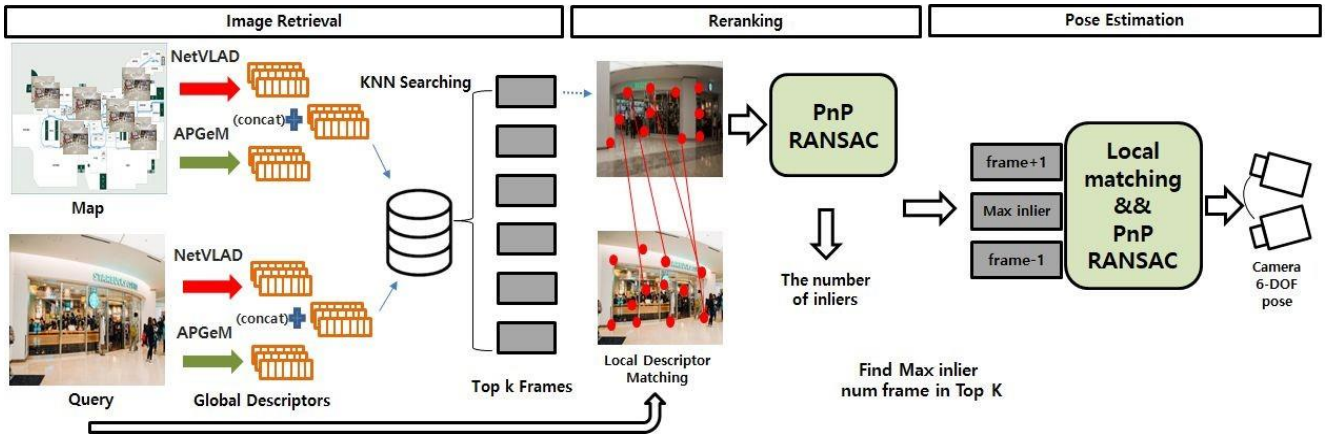 Image Retrieval
Reranking
Pose Estimation
NetVLAD
(concat)
APGeM
Map
NetVLAD
(concat)
APGeM
Query
Global Descriptors
KNN Searching
Top k Frames
Local Descriptor
Matching
PnP
RANSAC
The number
of inliers
Find Max inlier
num frame in Top K
frame+1
Max inlier
frame-1
Local
matching
&&
PnP
RANSAC
Camera
6-DOF
pose